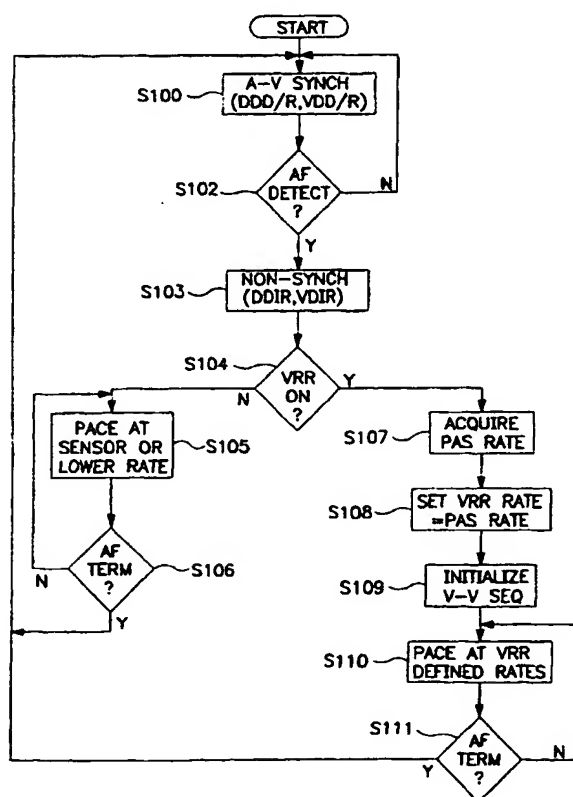 START
A-V SYNCH
(DDD/R,VDD/R)
S100
AF
DETECT
?
S102
N
Y
NON-SYNCH
(DDIR,VDIR)
S103
S104
VRR
ON
?
N
Y
PACE AT
SENSOR OR
LOWER RATE
S105
ACQUIRE
PAS RATE
S107
SET VRR RATE
=PAS RATE
S108
AF
TERM
?
S106
N
Y
INITIALIZE
V-V SEQ
S109
PACE AT VRR
DEFINED RATES
S110
S111
AF
TERM
?
Y
N